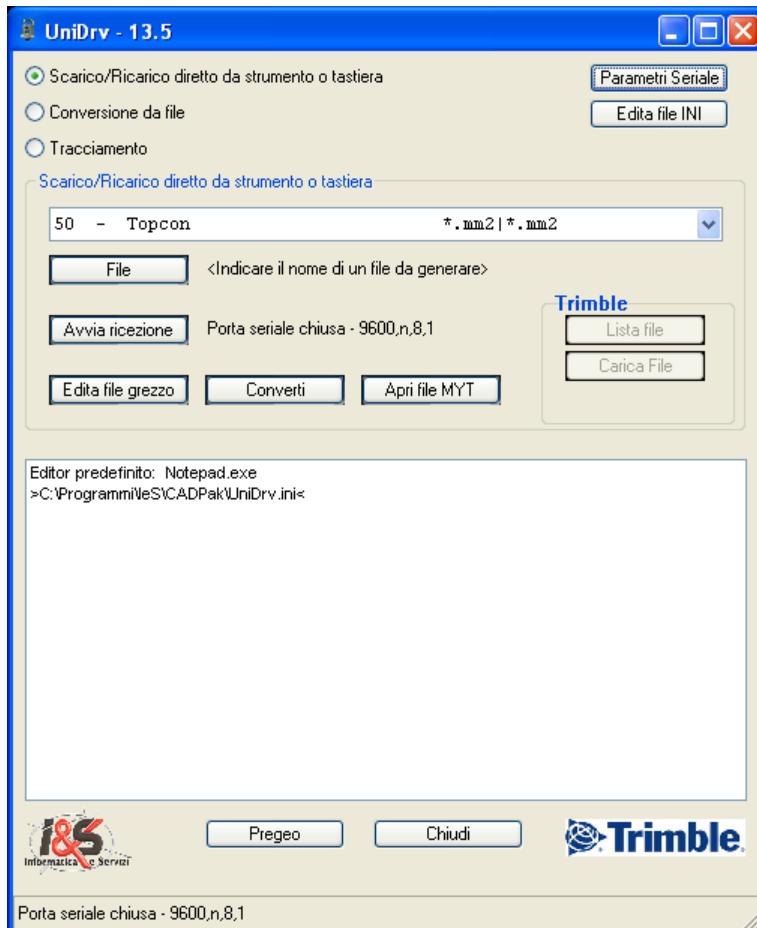 UniDrv - 13.5
Scarico/Ricarico diretto da strumento o tastiera
Parametri Seriale
Conversione da file
Edita file INI
Tracciamento
Scarico/Ricarico diretto da strumento o tastiera
50 - Topcon *.mm2|*.mm2
File <Indicare il nome di un file da generare>
Trimble
Avvia ricezione Porta seriale chiusa - 9600,n,8,1
Lista file
Carica File
Edita file grezzo Converti Apri file MYT
Editor predefinito: Notepad.exe
>C:\Programmi\IeS\CADPak\UniDrv.ini<
I&S
Informatica e Servizi
Pregeo Chiudi
Trimble.
Porta seriale chiusa - 9600,n,8,1